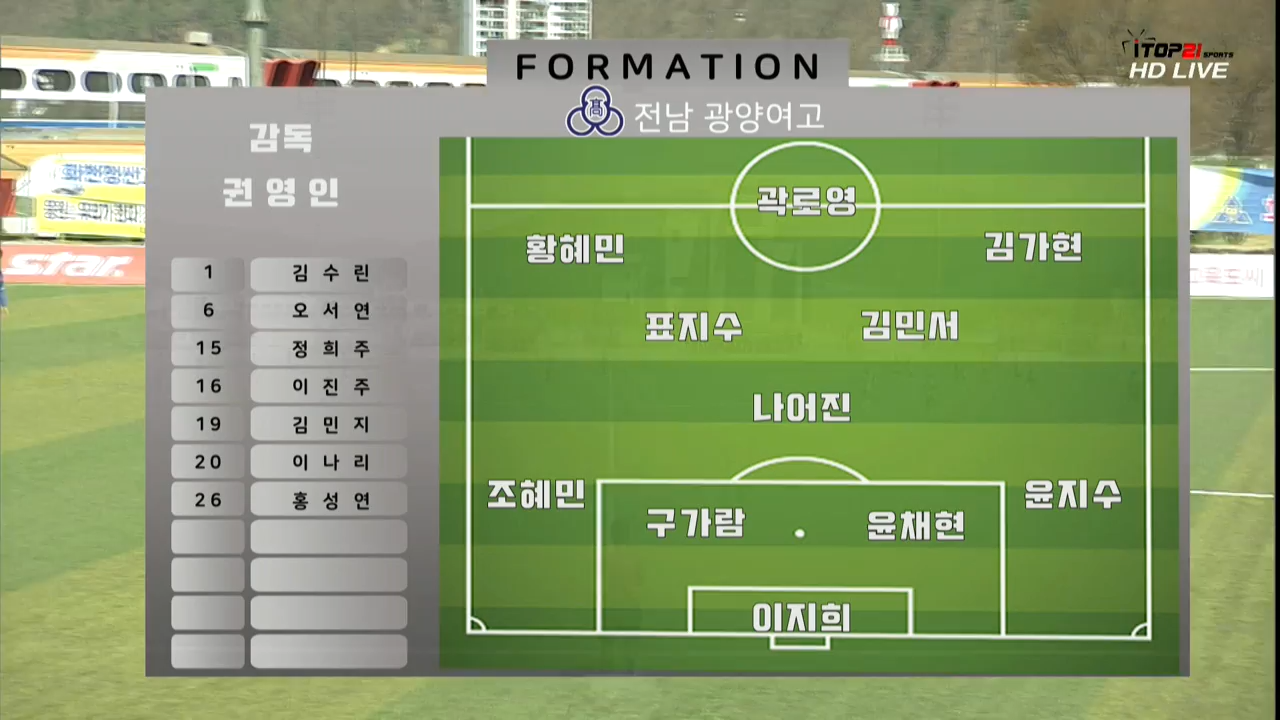 FORMATION
iTOP21 SPORTS
HD LIVE
高
전남 광양여고
감독
권영인
1 김수린
6 오서연
15 정희주
16 이진주
19 김민지
20 이나리
26 홍성연
곽로영
황혜민 김가현
표지수 김민서
나어진
조혜민 윤지수
구가람 윤채현
이지희
star.